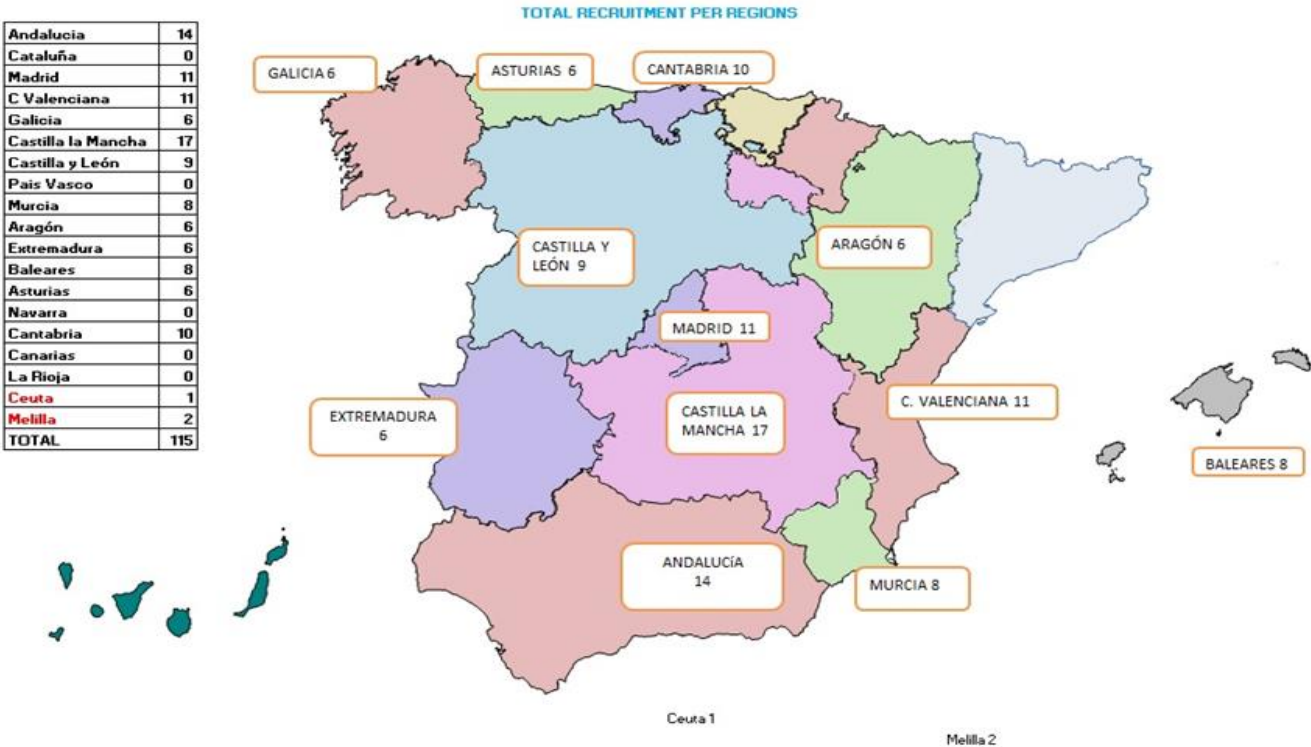 TOTAL RECRUITMENT PER REGIONS
Andalucia 14
Cataluña 0
Madrid 11
C Valenciana 11
Galicia 6
Castilla la Mancha 17
Castilla y León 9
Pais Vasco 0
Murcia 8
Aragón 6
Extremadura 6
Baleares 8
Asturias 6
Navarra 0
Cantabria 10
Canarias 0
La Rioja 0
Ceuta 1
Melilla 2
TOTAL 115
GALICIA 6
ASTURIAS 6
CANTABRIA 10
CASTILLA Y
LEÓN 9
ARAGÓN 6
MADRID 11
EXTREMADURA
6
CASTILLA LA
MANCHA 17
C. VALENCIANA 11
BALEARES 8
ANDALUCíA
14
MURCIA 8
Ceuta 1
Melilla 2